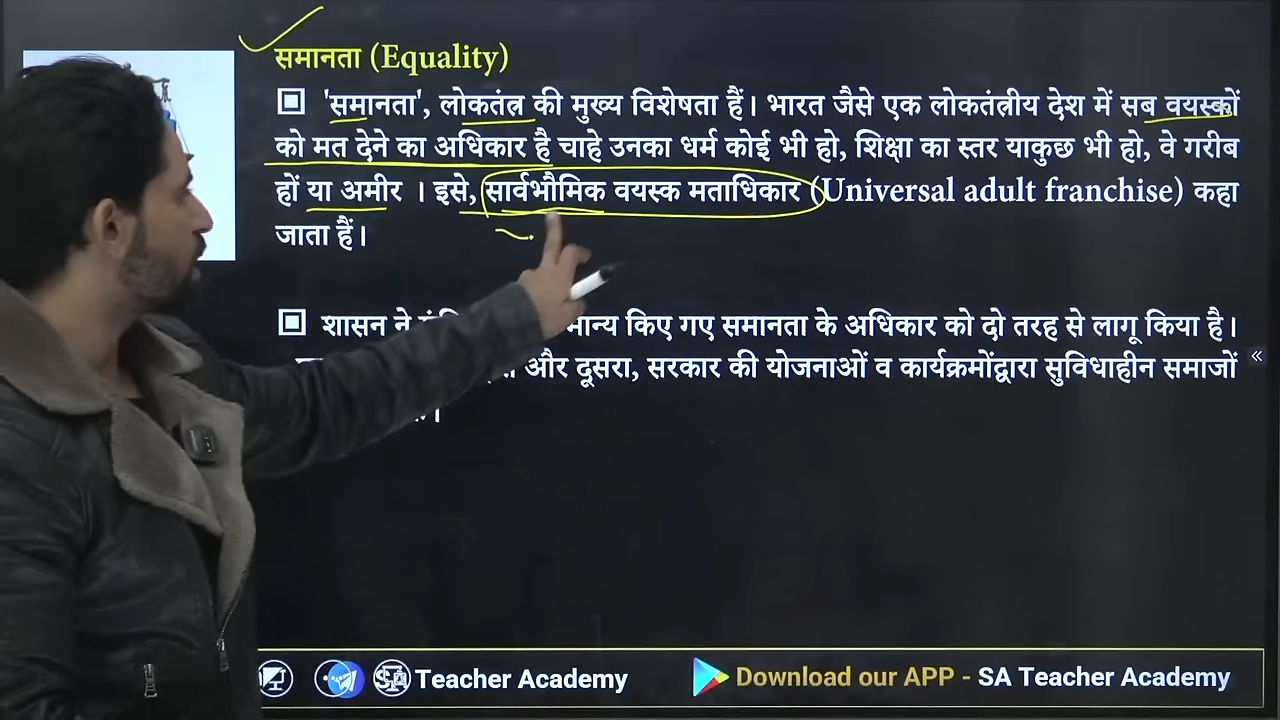 समानता (Equality)
'समानता', लोकतंत्र की मुख्य विशेषता हैं। भारत जैसे एक लोकतंत्रीय देश में सब वयस्कों
को मत देने का अधिकार है चाहे उनका धर्म कोई भी हो, शिक्षा का स्तर याकुछ भी हो, वे गरीब
हों या अमीर । इसे, सार्वभौमिक वयस्क मताधिकार (Universal adult franchise) कहा
जाता हैं।
शासन ने मान्य किए गए समानता के अधिकार को दो तरह से लागू किया है।
और दूसरा, सरकार की योजनाओं व कार्यक्रमोंद्वारा सुविधाहीन समाजों
Teacher Academy
Download our APP - SA Teacher Academy